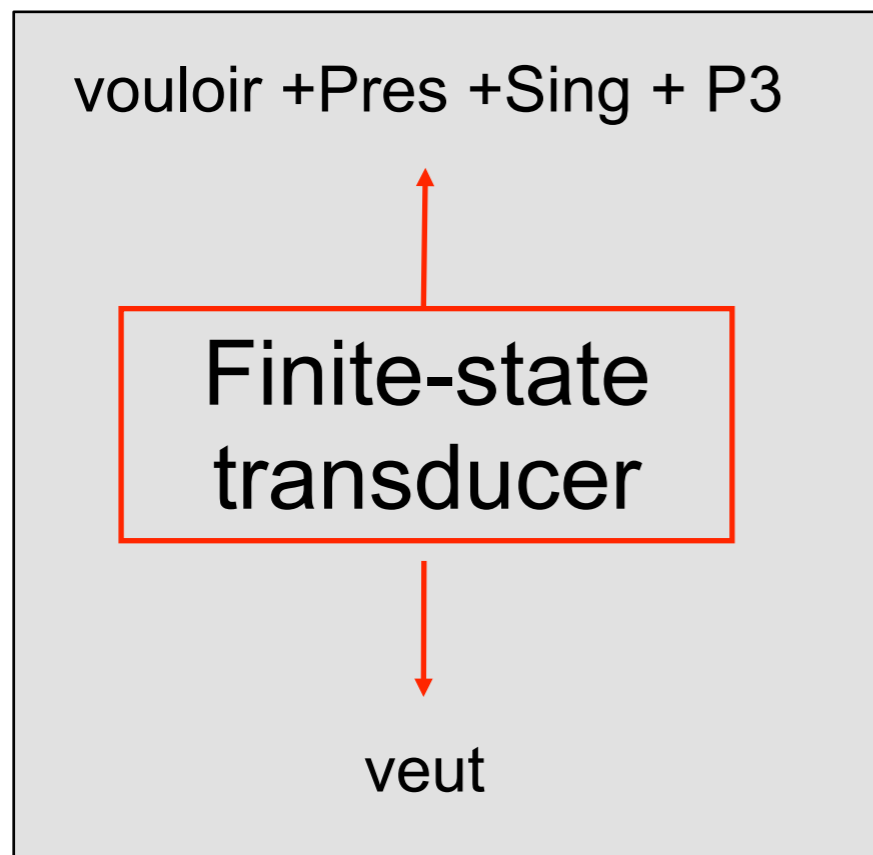 vouloir +Pres +Sing + P3
Finite-state
transducer
veut